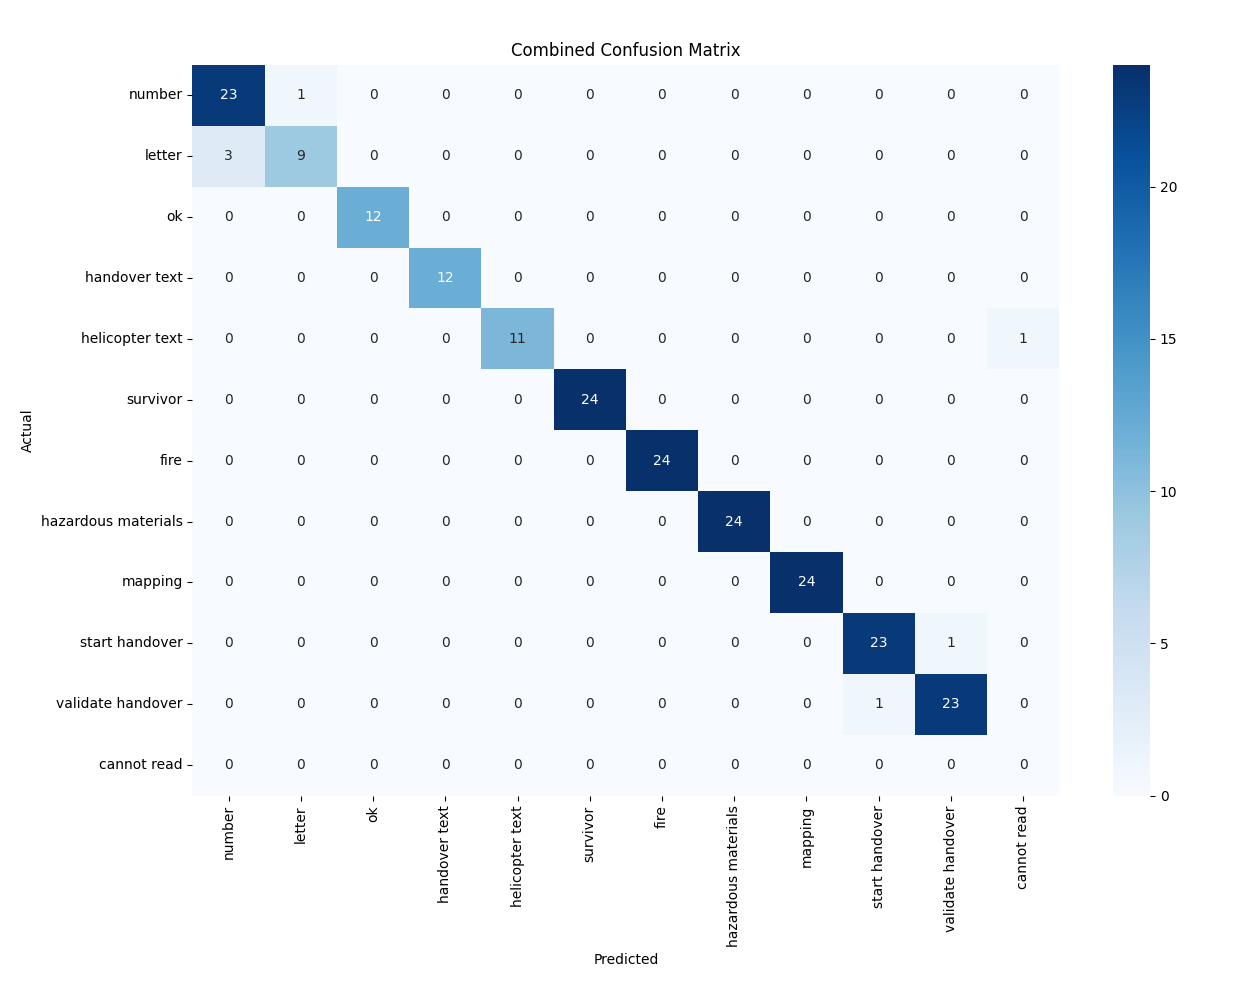 Combined Confusion Matrix
number 23 1 0 0 0 0 0 0 0 0 0 0
letter 3 9 0 0 0 0 0 0 0 0 0 0
ok 0 0 12 0 0 0 0 0 0 0 0 0
handover text 0 0 0 12 0 0 0 0 0 0 0 0
helicopter text 0 0 0 0 11 0 0 0 0 0 0 1
survivor 0 0 0 0 0 24 0 0 0 0 0 0
fire 0 0 0 0 0 0 24 0 0 0 0 0
hazardous materials 0 0 0 0 0 0 0 24 0 0 0 0
mapping 0 0 0 0 0 0 0 0 24 0 0 0
start handover 0 0 0 0 0 0 0 0 0 23 1 0
validate handover 0 0 0 0 0 0 0 0 0 1 23 0
cannot read 0 0 0 0 0 0 0 0 0 0 0 0
Actual
number
letter
ok
handover text
helicopter text
survivor
fire
hazardous materials
mapping
start handover
validate handover
cannot read
Predicted
20
15
10
5
0